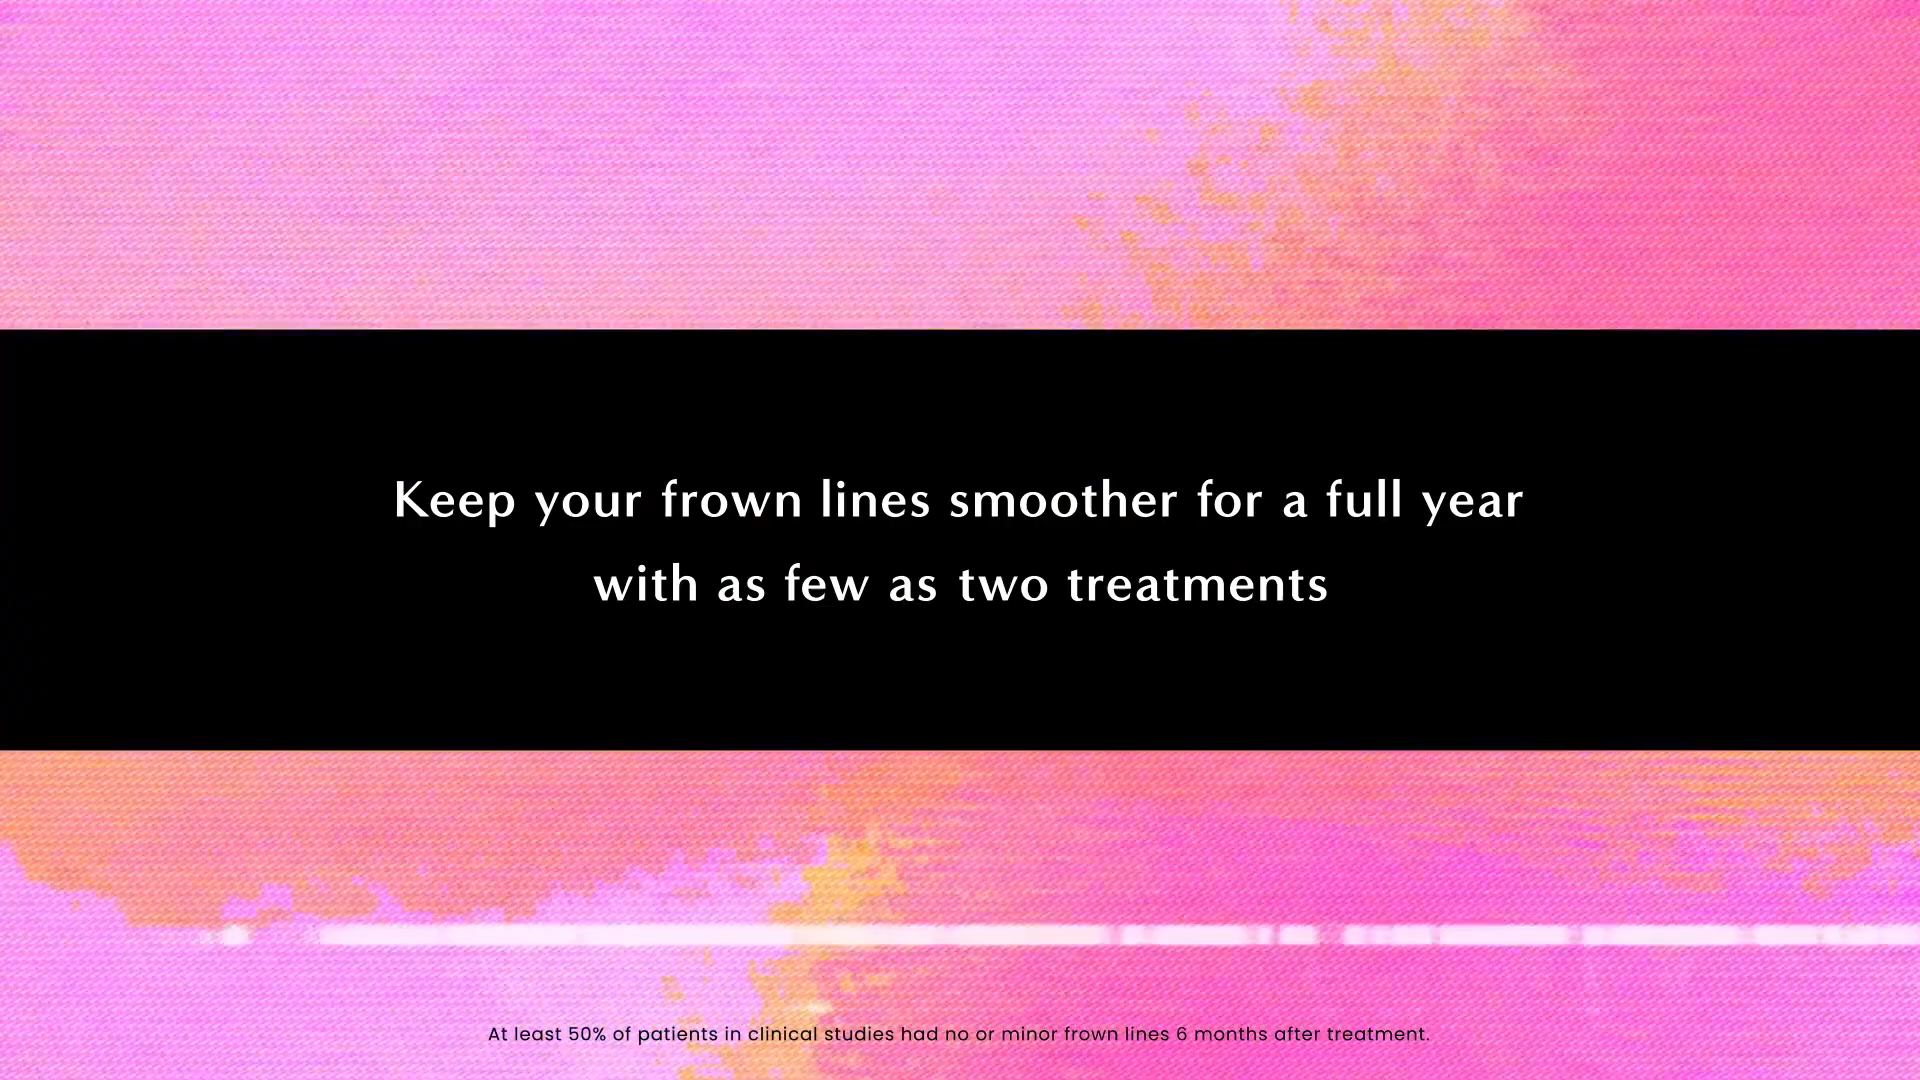 Keep your frown lines smoother for a full year
with as few as two treatments
At least 50% of patients in clinical studies had no or minor frown lines 6 months after treatment.